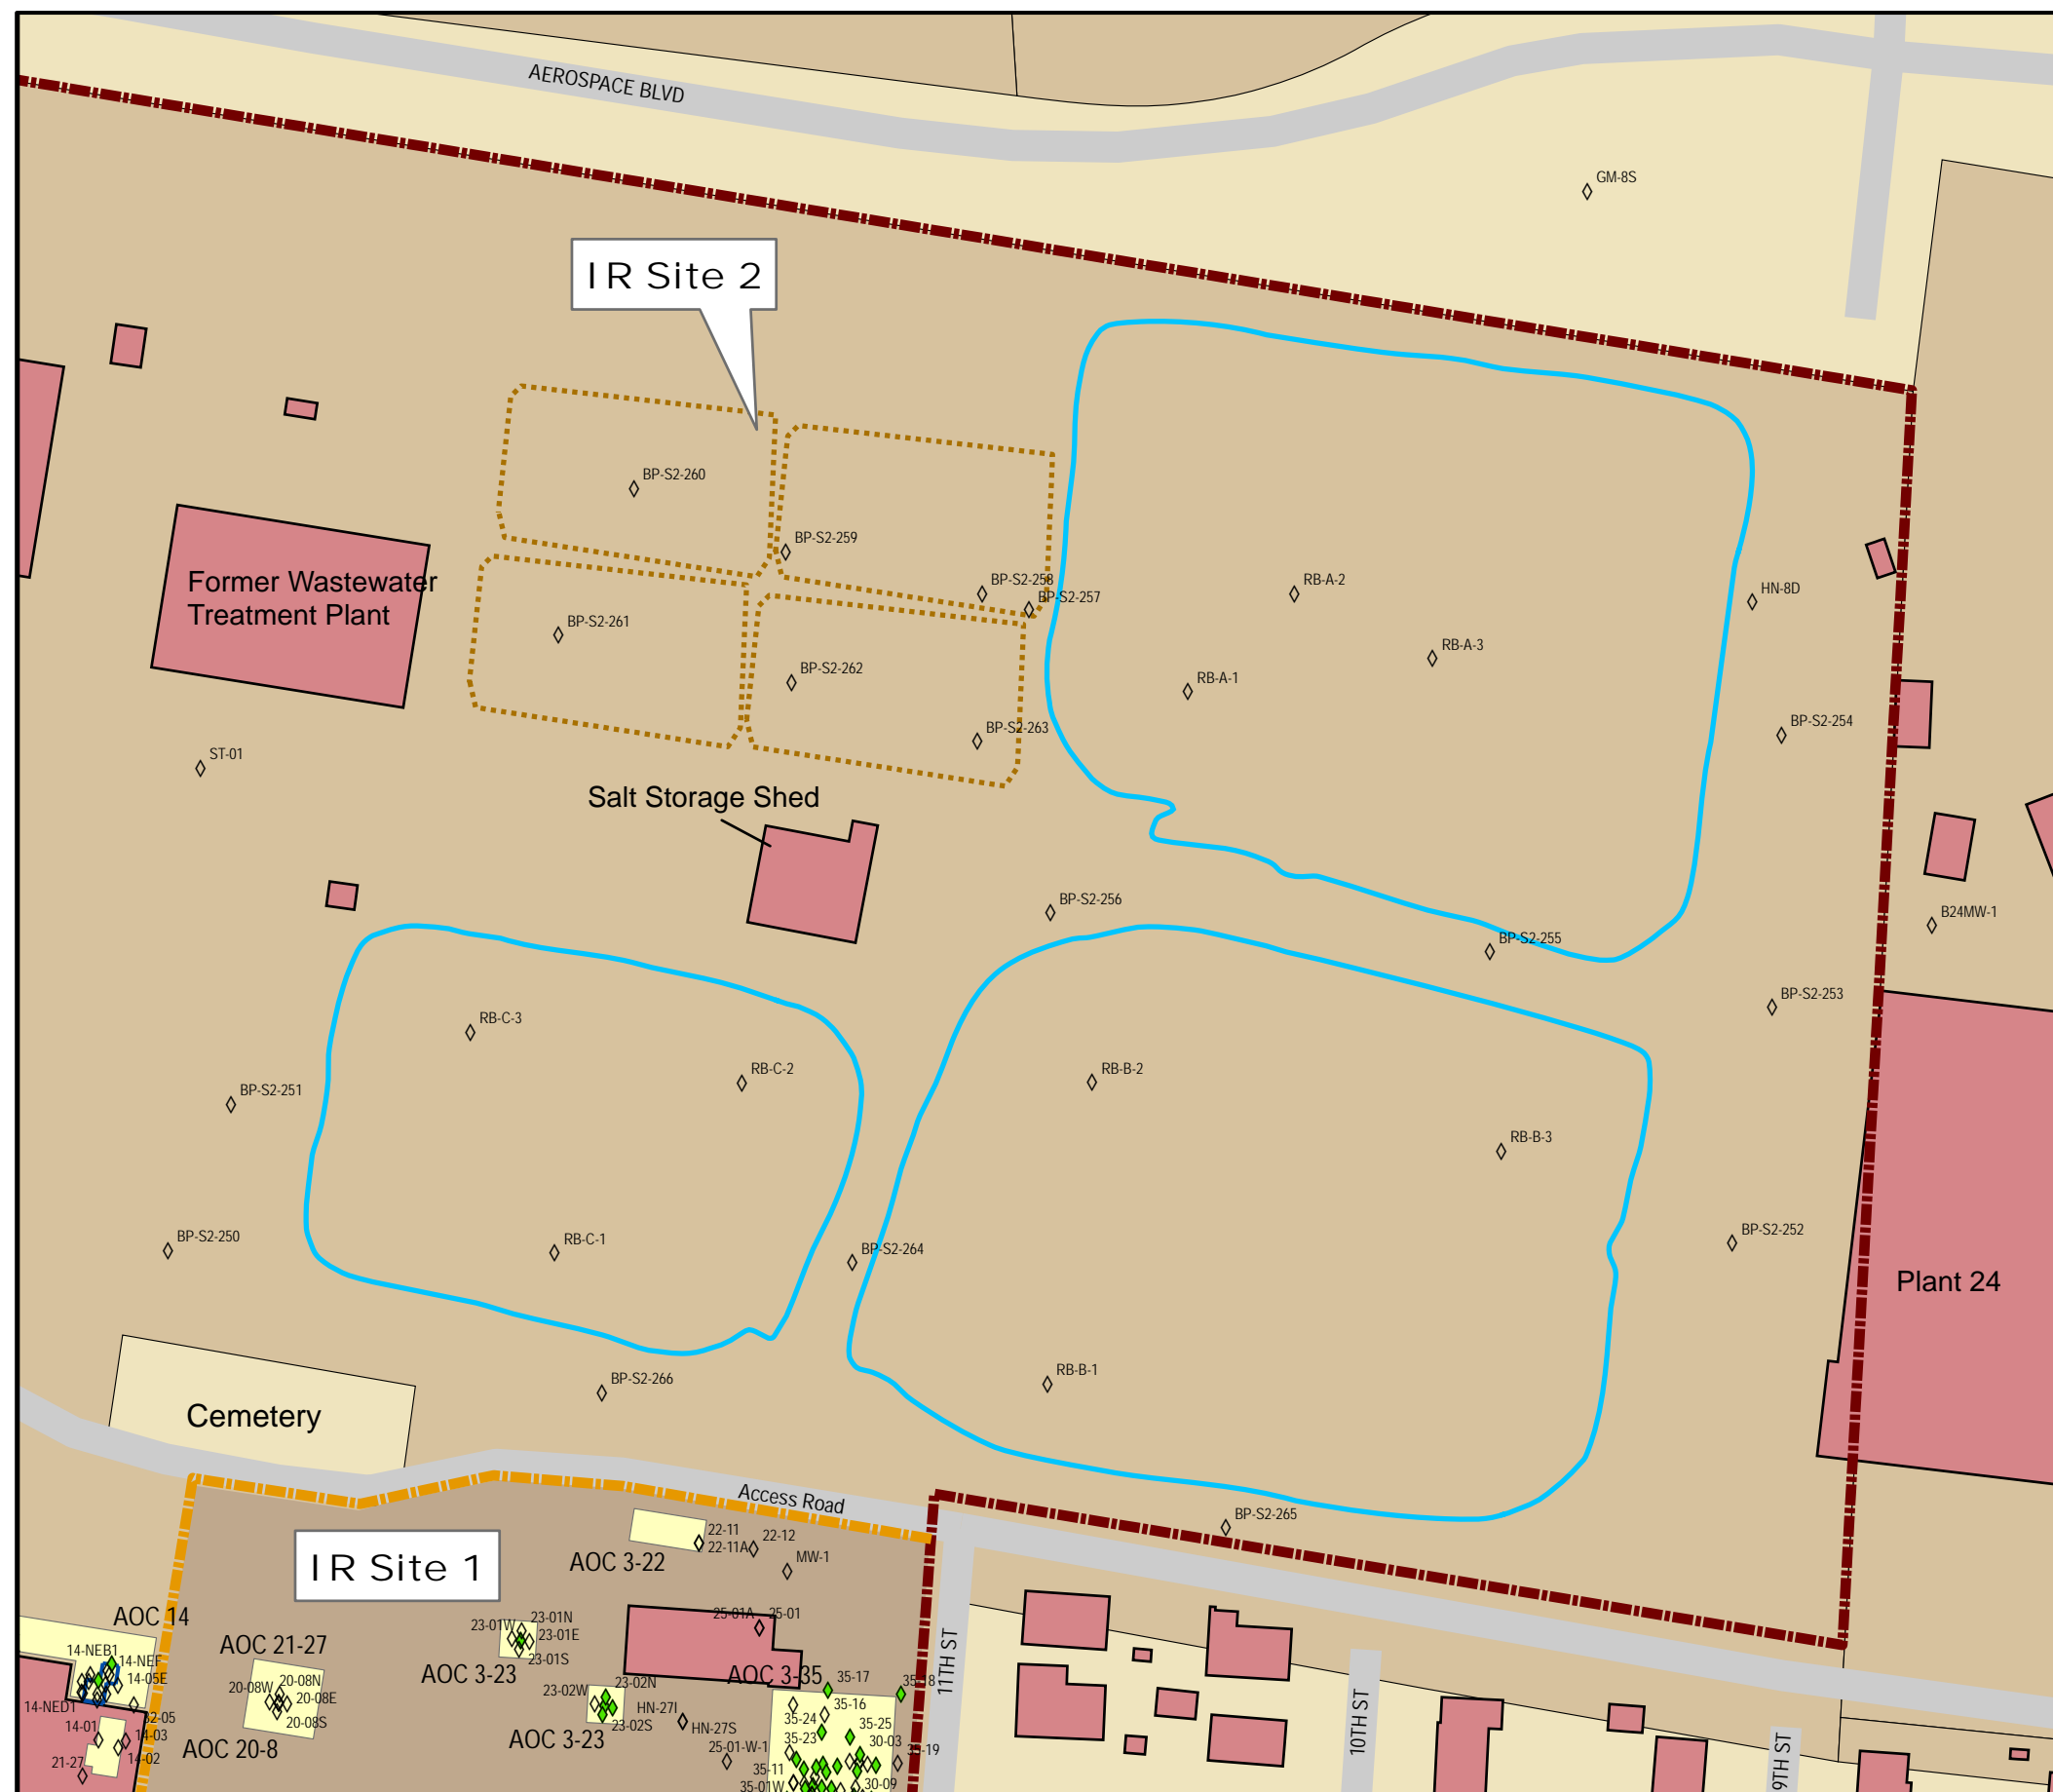 AEROSPACE BLVD
GM-8S
IR Site 2
BP-S2-260
BP-S2-259
BP-S2-258
BP-S2-257
RB-A-2
HN-8D
Former Wastewater
Treatment Plant
BP-S2-261
BP-S2-262
RB-A-3
RB-A-1
BP-S2-263
BP-S2-254
ST-01
Salt Storage Shed
BP-S2-256
B24MW-1
BP-S2-255
BP-S2-253
RB-C-3
RB-C-2
RB-B-2
BP-S2-251
RB-B-3
BP-S2-250
RB-C-1
BP-S2-264
BP-S2-252
Plant 24
BP-S2-266
RB-B-1
Cemetery
Access Road
BP-S2-265
IR Site 1
22-11
22-11A
22-12
AOC 3-22
MW-1
AOC 14
23-01N
23-01W
23-01E
23-01S
25-01A
25-01
AOC 21-27
14-NEB1
14-NEF
14-05E
AOC 3-23
AOC 3-35
35-17
35-18
11TH ST
20-08N
20-08W
20-08E
20-08S
23-02N
23-02W
23-02S
HN-27I
HN-27S
35-16
35-24
35-25
35-23
30-03
35-19
14-NED1
32-05
14-01
14-03
14-02
21-27
AOC 20-8
AOC 3-23
25-01-W-1
35-11
35-01W
30-09
10TH ST
9TH ST